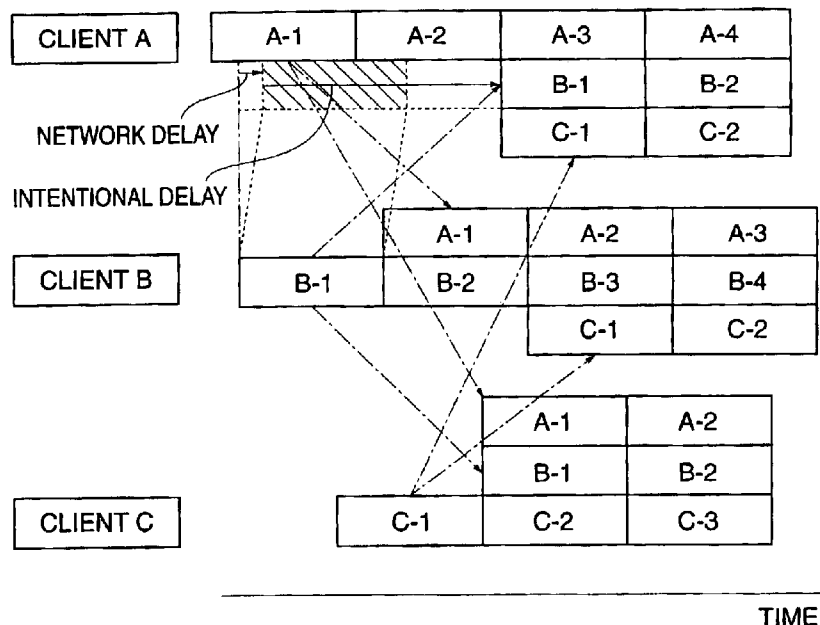 CLIENT A
A-1 A-2 A-3 A-4
B-1 B-2
NETWORK DELAY
C-1 C-2
INTENTIONAL DELAY
A-1 A-2 A-3
CLIENT B
B-1 B-2 B-3 B-4
C-1 C-2
A-1 A-2
B-1 B-2
CLIENT C
C-1 C-2 C-3
TIME